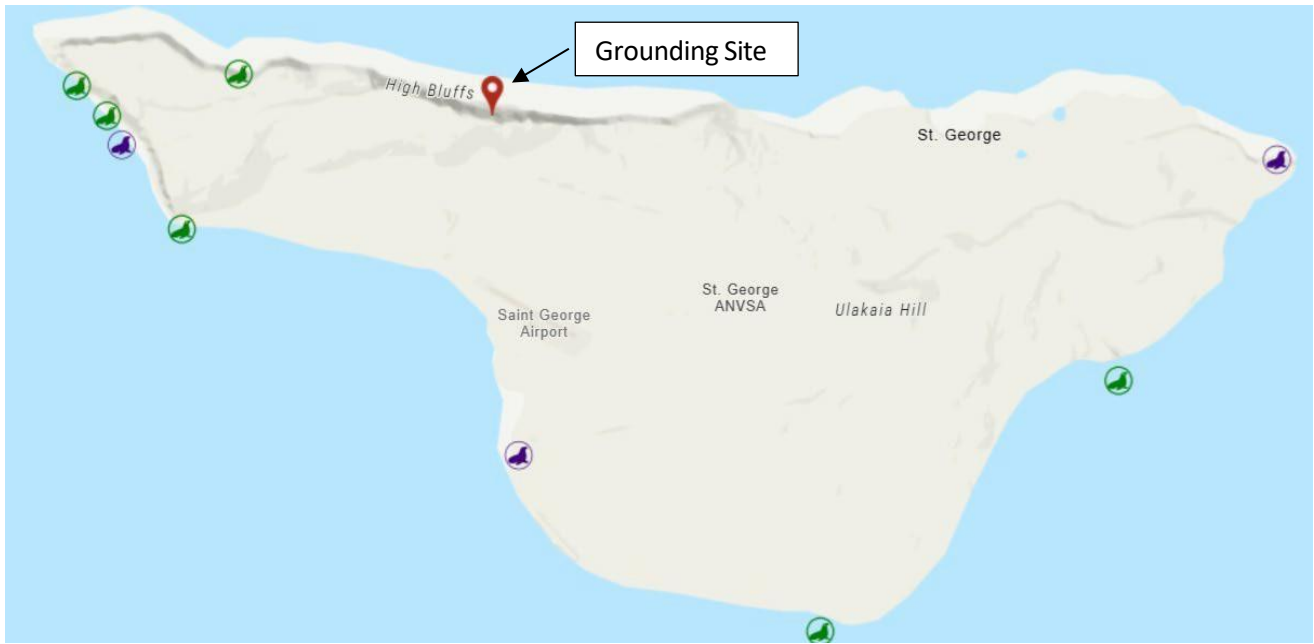 Grounding Site
High Bluffs
St. George
St. George
ANVSA
Ulakaia Hill
Saint George
Airport